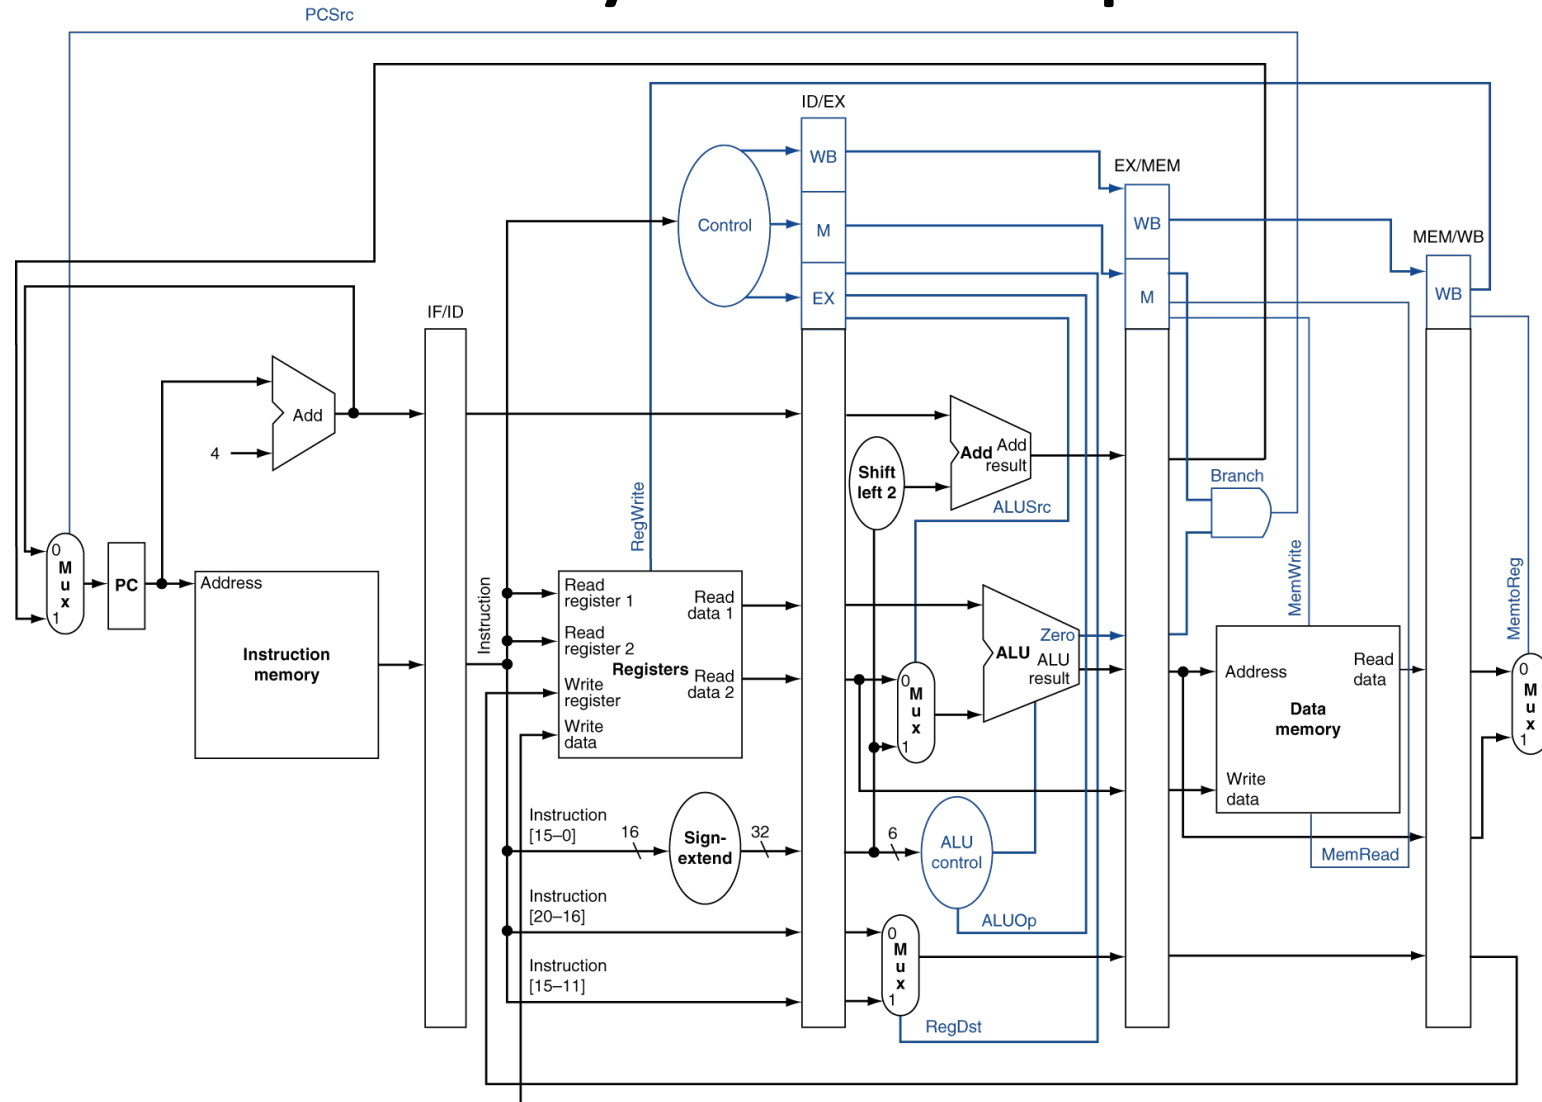 PCSrc
ID/EX
WB
EX/MEM
Control
M
WB
MEM/WB
EX
M
WB
IF/ID
Add
4
Shift
left 2
Add
Add
result
ALUSrc
Branch
RegWrite
MemWrite
MemtoReg
0
M
u
x
1
PC
Address
Instruction
memory
Instruction
Read
register 1
Read
register 2
Write
register
Write
data
Registers
Read
data 1
Read
data 2
0
M
u
x
1
Zero
ALU
ALU
result
Address
Read
data
Data
memory
Write
data
MemRead
0
M
u
x
1
Instruction
[15–0]
16
Sign-
extend
32
6
ALU
control
ALUOp
Instruction
[20–16]
Instruction
[15–11]
0
M
u
x
1
RegDst